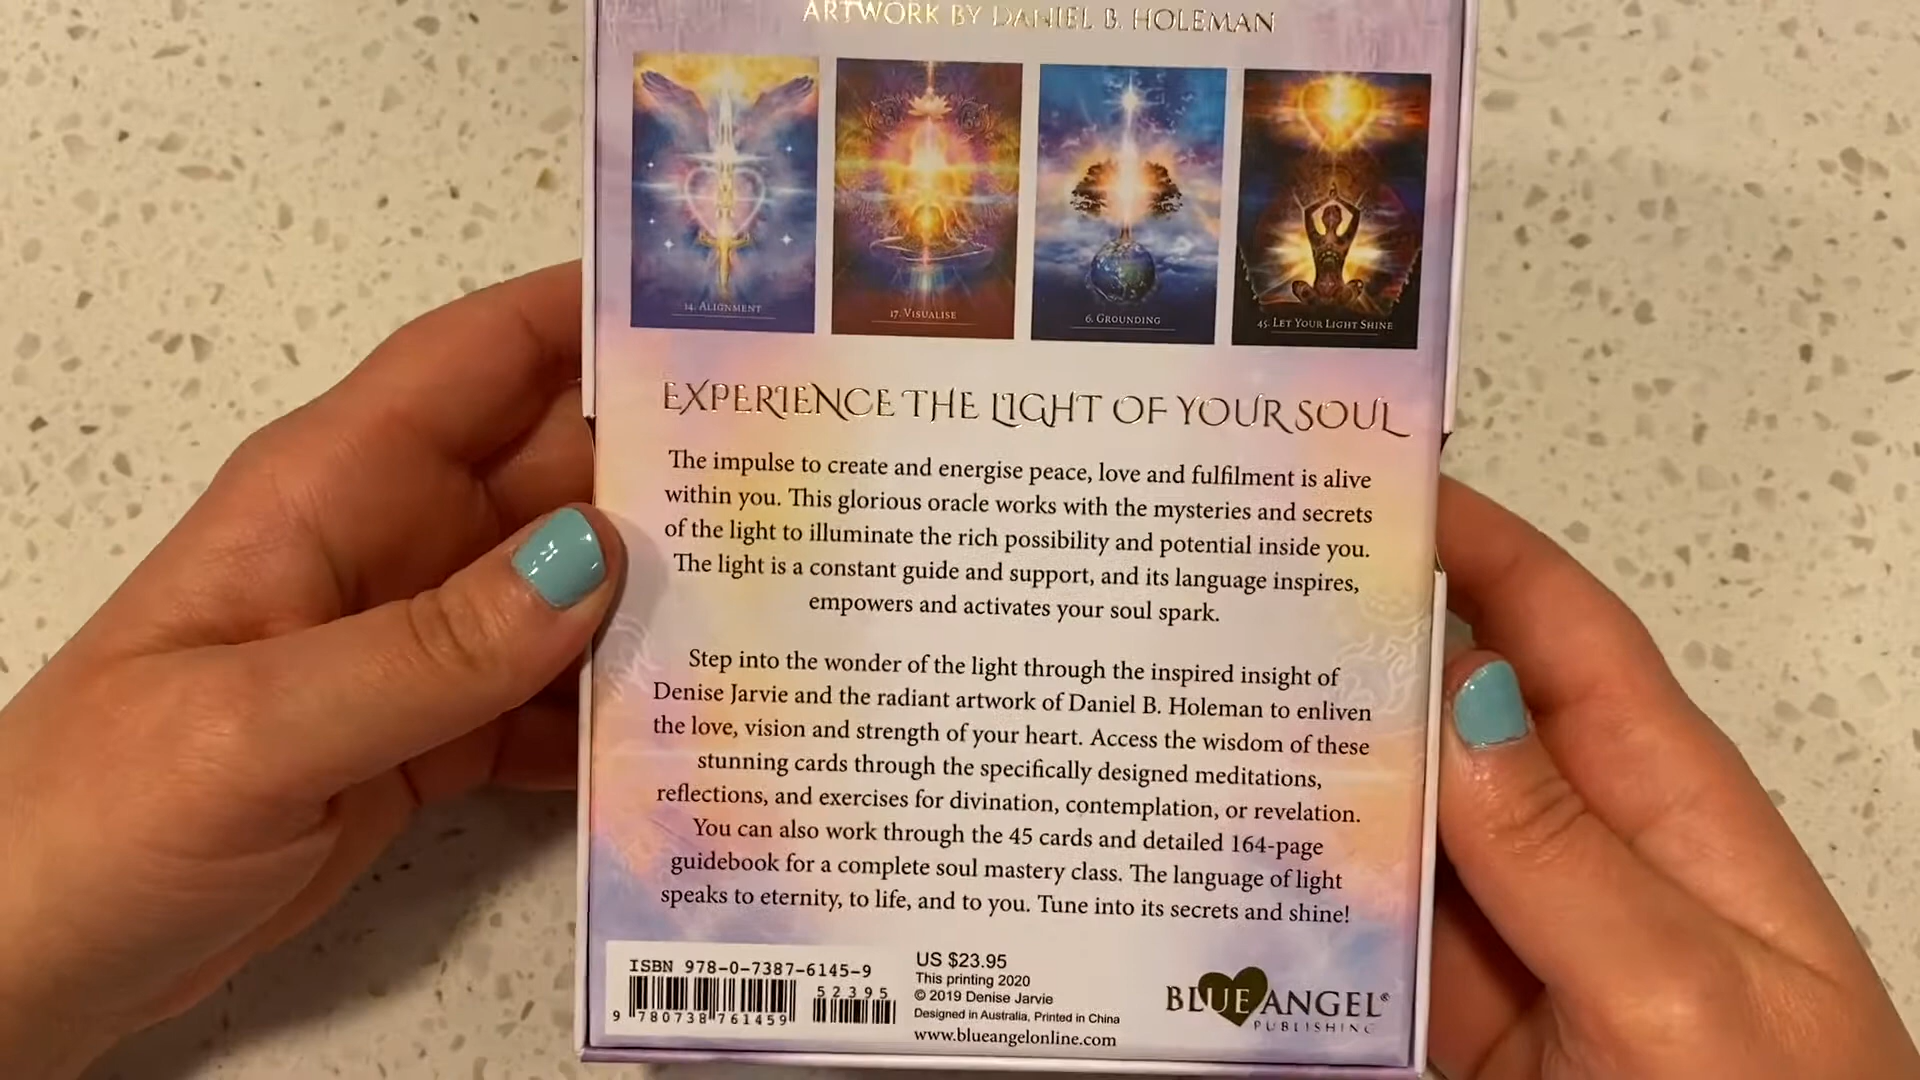 ARTWORK BY DANIEL B. HOLEMAN
14. ALIGNMENT
17. VISUALISE
6. GROUNDING
45. LET YOUR LIGHT SHINE
EXPERIENCE THE LIGHT OF YOUR SOUL
The impulse to create and energise peace, love and fulfilment is alive
within you. This glorious oracle works with the mysteries and secrets
of the light to illuminate the rich possibility and potential inside you.
The light is a constant guide and support, and its language inspires,
empowers and activates your soul spark.
Step into the wonder of the light through the inspired insight of
Denise Jarvie and the radiant artwork of Daniel B. Holeman to enliven
the love, vision and strength of your heart. Access the wisdom of these
stunning cards through the specifically designed meditations,
reflections, and exercises for divination, contemplation, or revelation.
You can also work through the 45 cards and detailed 164-page
guidebook for a complete soul mastery class. The language of light
speaks to eternity, to life, and to you. Tune into its secrets and shine!
ISBN 978-0-7387-6145-9
52395
9 780738 761459
US $23.95
This printing 2020
© 2019 Denise Jarvie
Designed in Australia, Printed in China
www.blueangelonline.com
BLUE ANGEL®
PUBLISHING